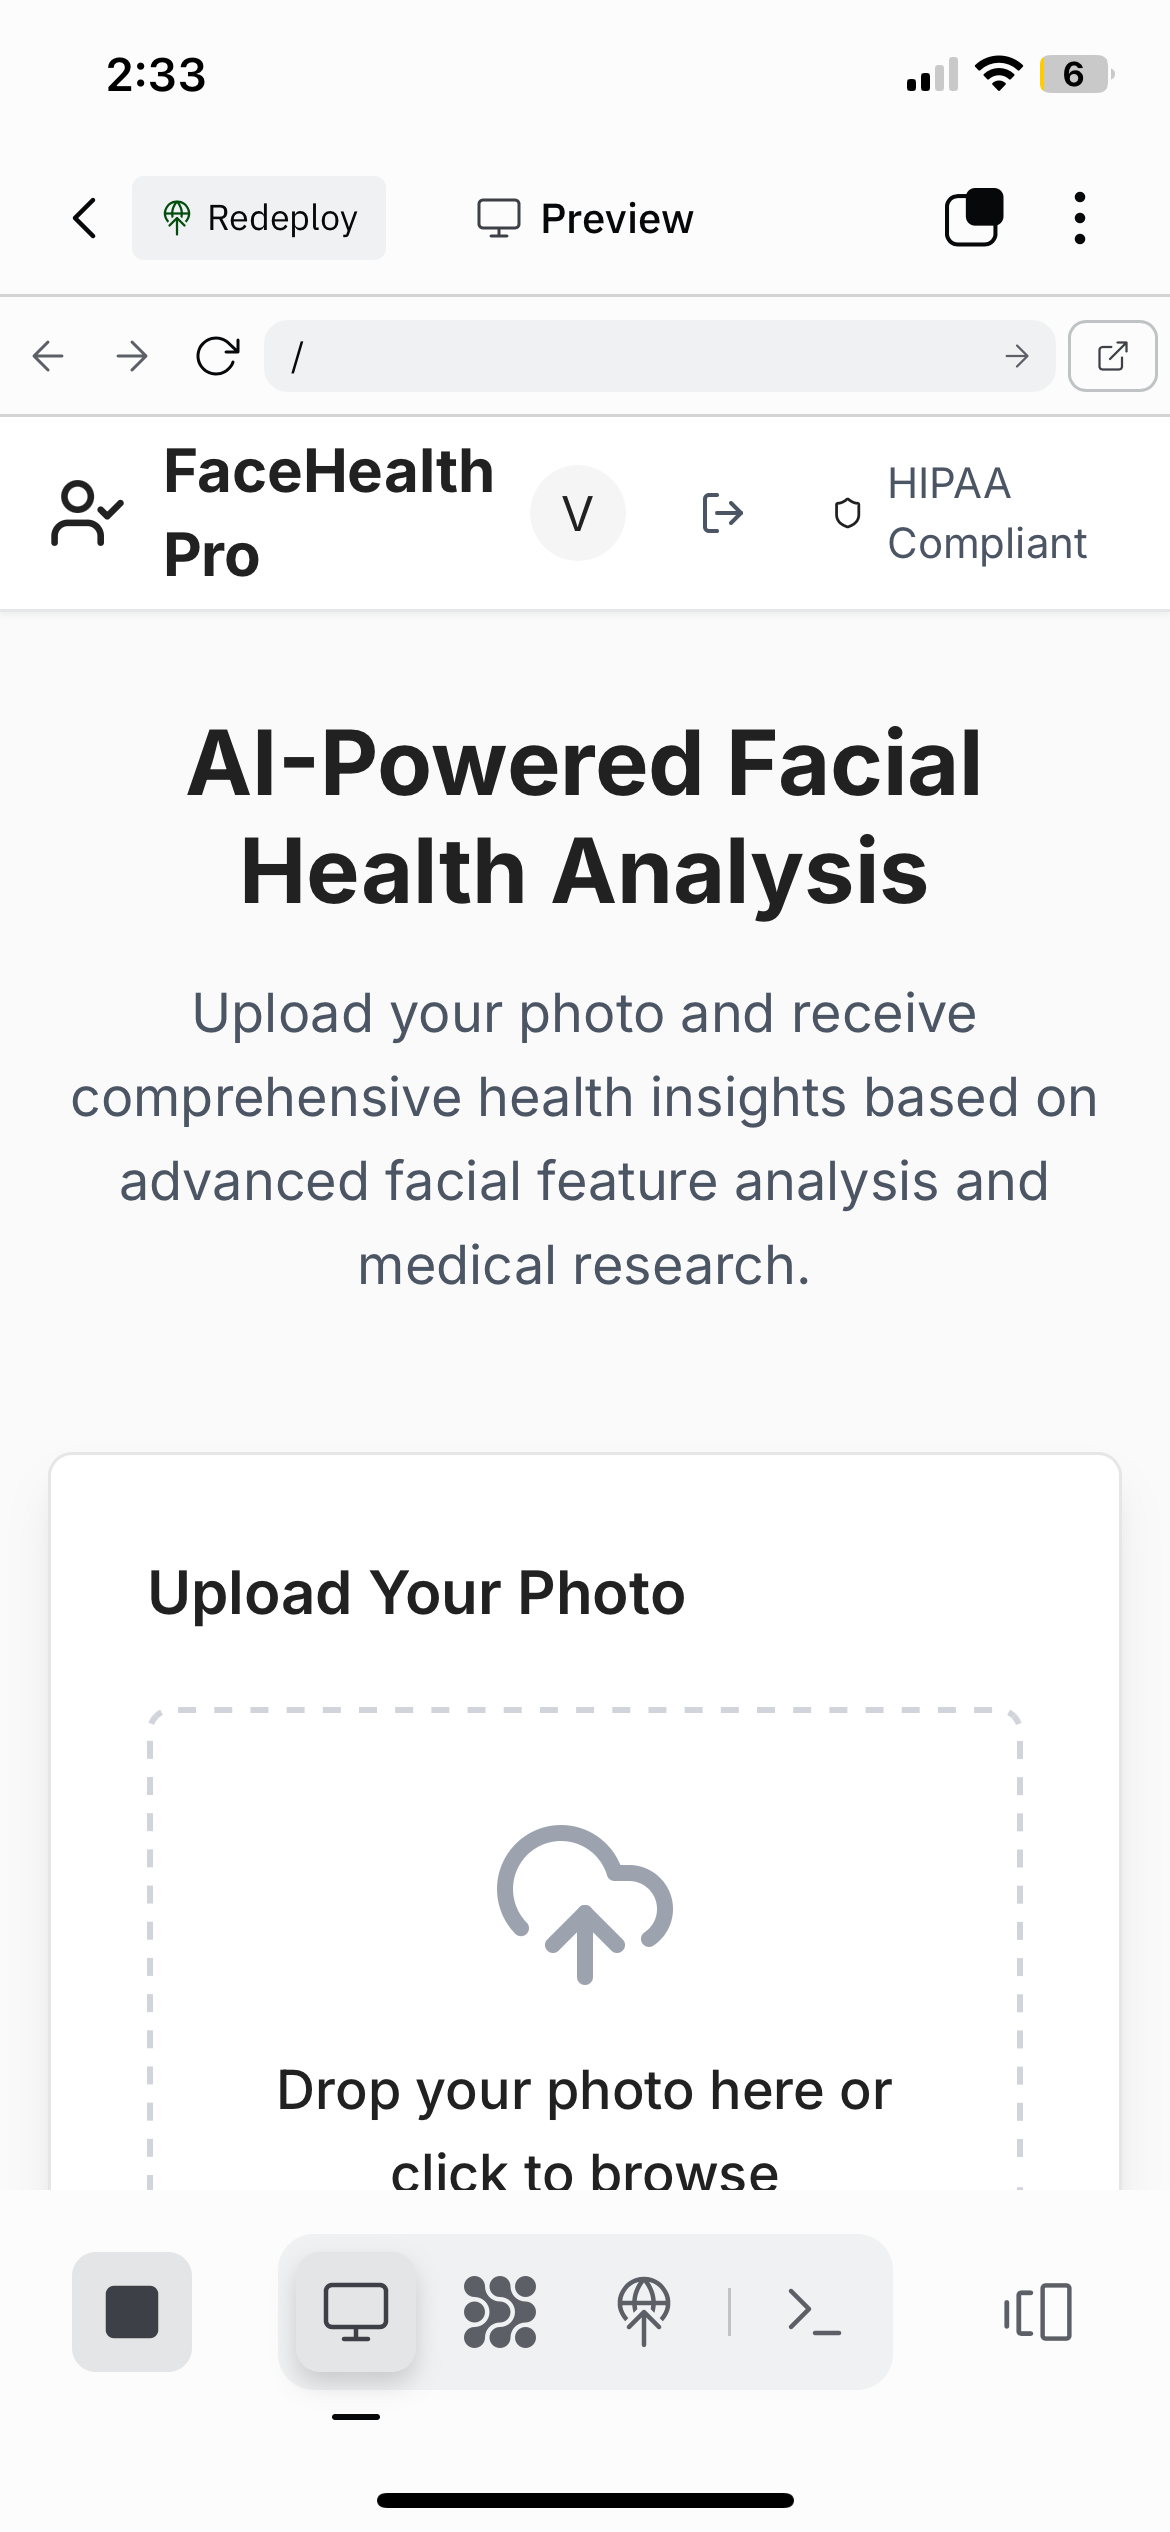 2:33
6
Redeploy
Preview
/
FaceHealth
Pro
V
HIPAA
Compliant
AI-Powered Facial
Health Analysis
Upload your photo and receive
comprehensive health insights based on
advanced facial feature analysis and
medical research.
Upload Your Photo
Drop your photo here or
click to browse